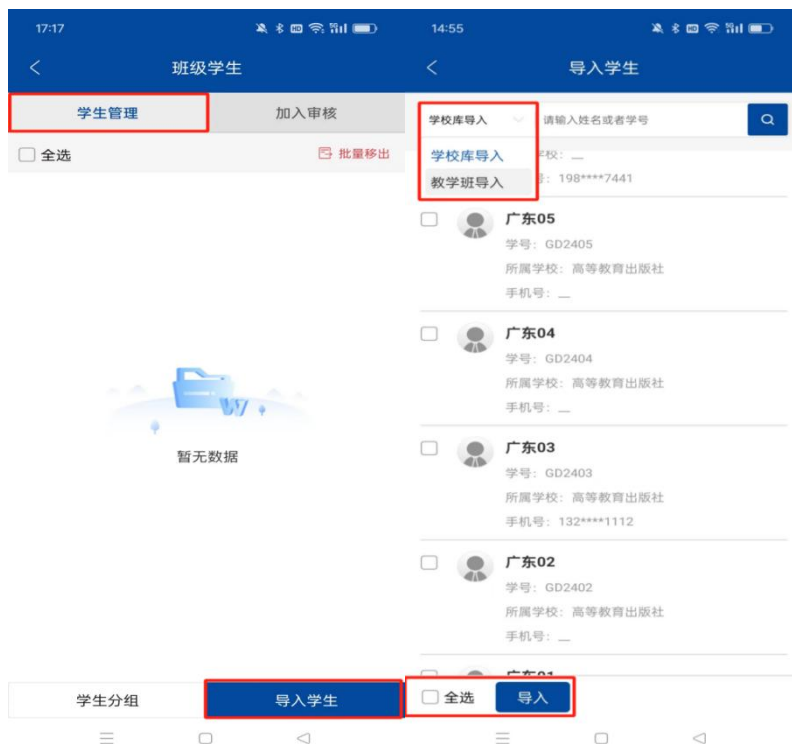 17:17
班级学生
学生管理
加入审核
全选
批量移出
暂无数据
学生分组
导入学生
14:55
导入学生
学校库导入
请输入姓名或者学号
学校库导入
教学班导入
198****7441
广东05
学号：GD2405
所属学校：高等教育出版社
手机号：__
广东04
学号：GD2404
所属学校：高等教育出版社
手机号：__
广东03
学号：GD2403
所属学校：高等教育出版社
手机号：132****1112
广东02
学号：GD2402
所属学校：高等教育出版社
手机号：__
全选
导入